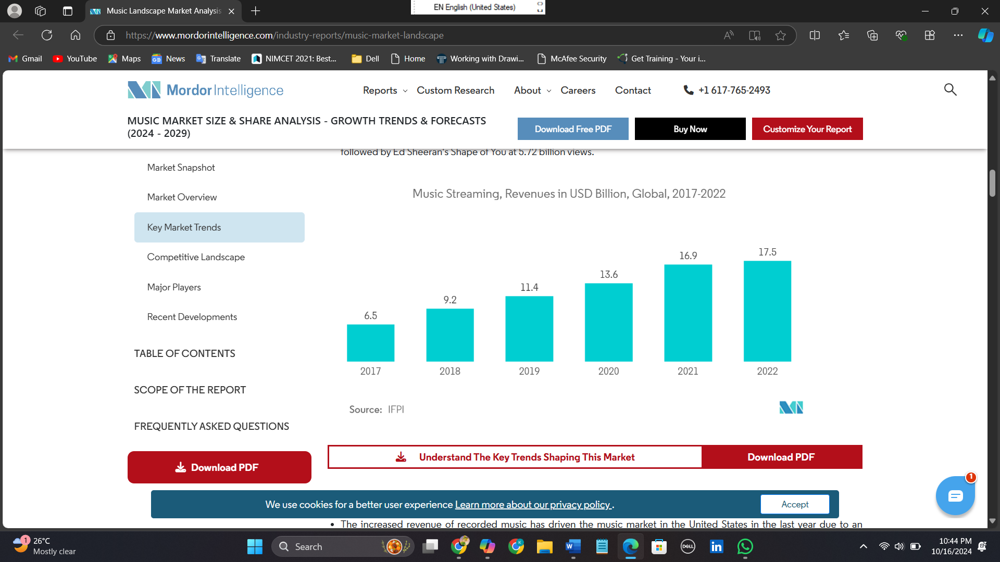 Music Landscape Market Analysis
EN English (United States)
https://www.mordorintelligence.com/industry-reports/music-market-landscape
Gmail
YouTube
Maps
News
Translate
NIMCET 2021: Best...
Dell
Home
Working with Drawi...
McAfee Security
Get Training - Your i...
Mordor Intelligence
Reports
Custom Research
About
Careers
Contact
+1 617-765-2493
MUSIC MARKET SIZE & SHARE ANALYSIS - GROWTH TRENDS & FORECASTS
(2024 - 2029)
Download Free PDF
Buy Now
Customize Your Report
followed by Ed Sheeran's Shape of You at 5.72 billion views.
Market Snapshot
Market Overview
Key Market Trends
Competitive Landscape
Major Players
Recent Developments
TABLE OF CONTENTS
SCOPE OF THE REPORT
FREQUENTLY ASKED QUESTIONS
Download PDF
Music Streaming, Revenues in USD Billion, Global, 2017-2022
6.5
9.2
11.4
13.6
16.9
17.5
2017
2018
2019
2020
2021
2022
Source: IFPI
Understand The Key Trends Shaping This Market
Download PDF
1
We use cookies for a better user experience Learn more about our privacy policy .
Accept
• The increased revenue of recorded music has driven the music market in the United States in the last year due to an
1
26°C
Mostly clear
Search
DELL
10:44 PM
10/16/2024